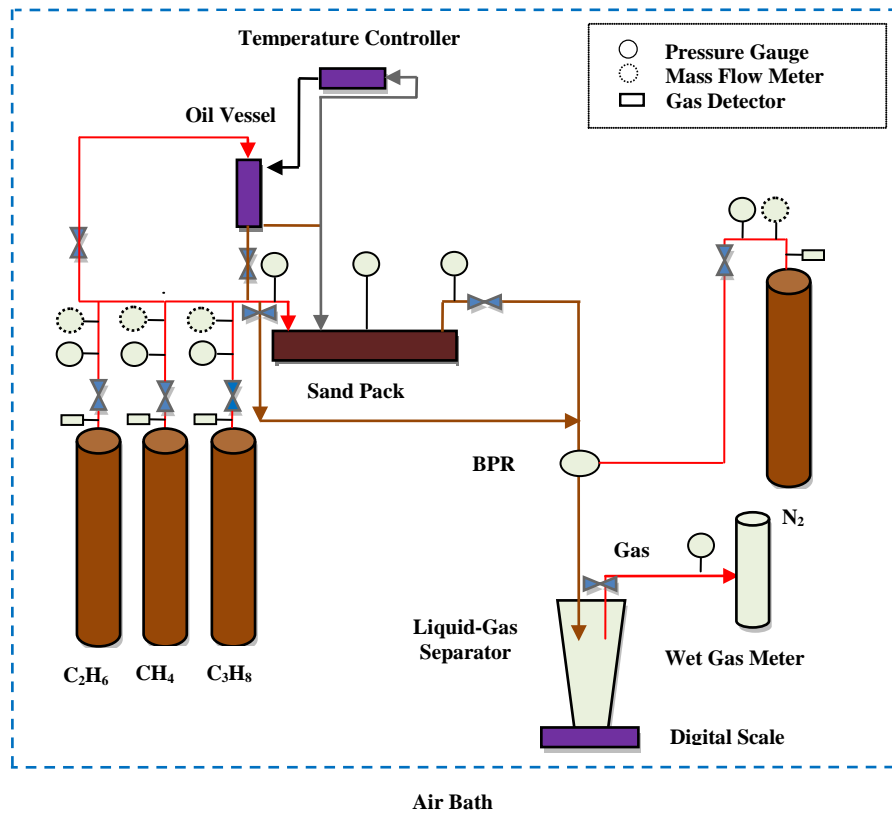 Temperature Controller
Pressure Gauge
Mass Flow Meter
Gas Detector
Oil Vessel
Sand Pack
BPR
N₂
Gas
Liquid-Gas
Separator
Wet Gas Meter
C₂H₆
CH₄
C₃H₈
Digital Scale
Air Bath